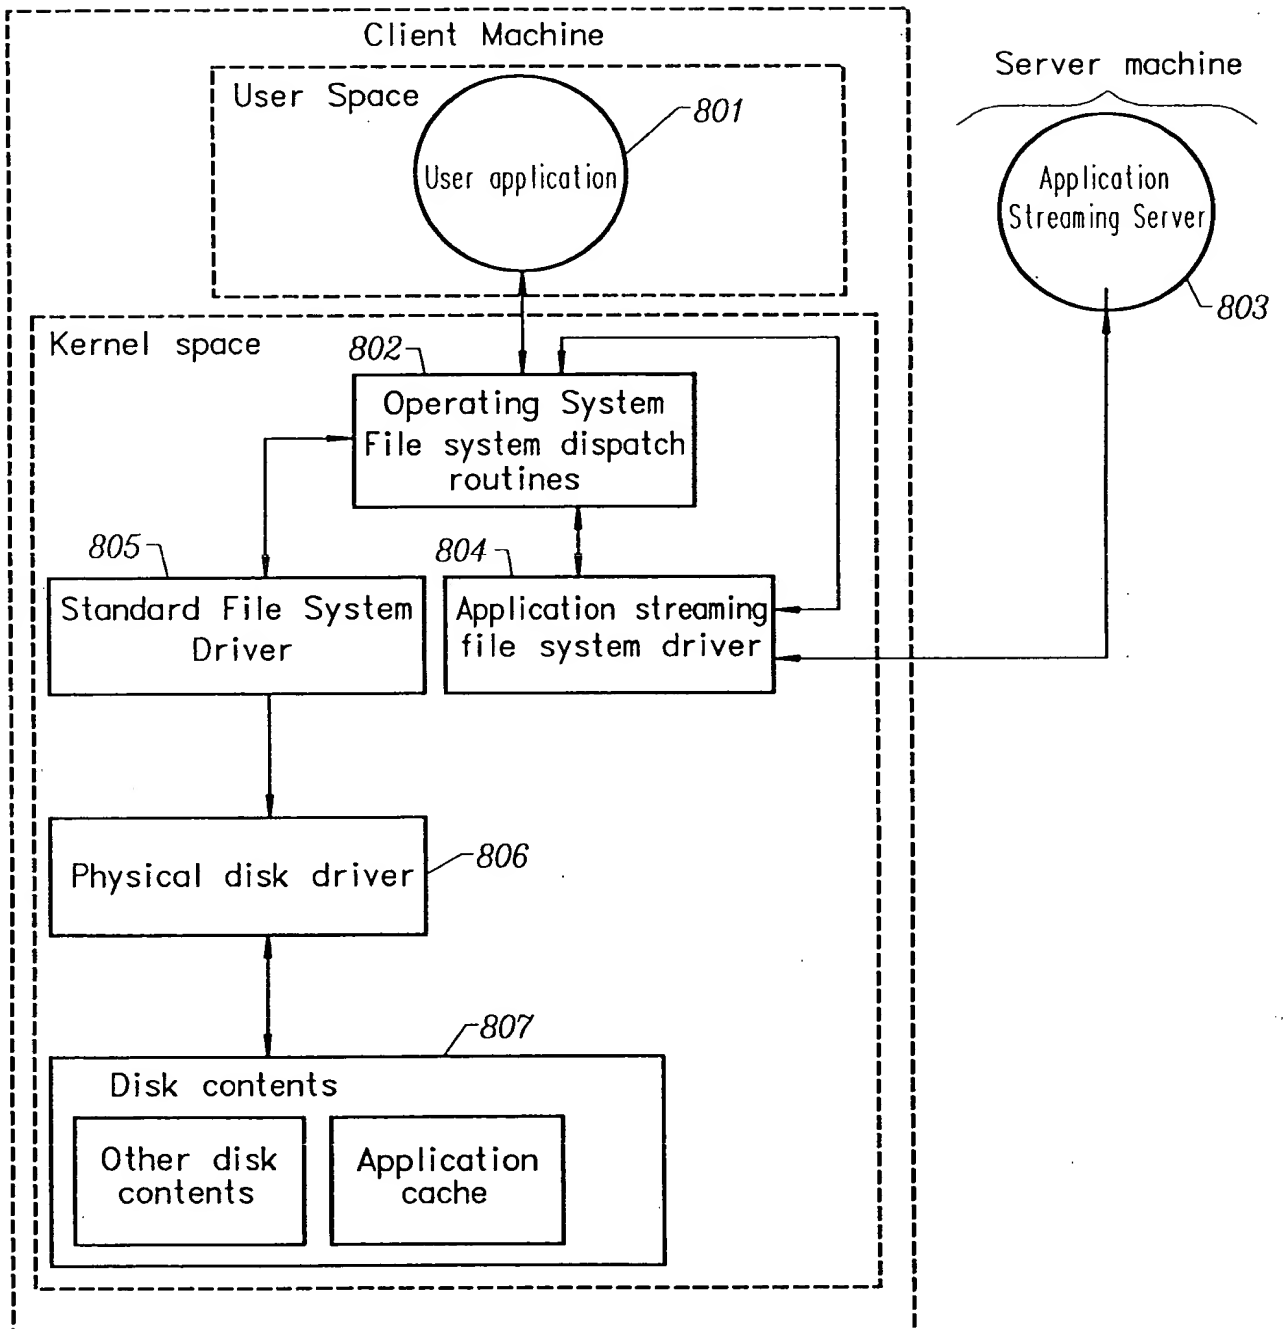 Client Machine
Server machine
User Space
801
User application
Application
Streaming Server
803
Kernel space
802
Operating System
File system dispatch
routines
805
804
Standard File System
Driver
Application streaming
file system driver
Physical disk driver
806
807
Disk contents
Other disk
contents
Application
cache